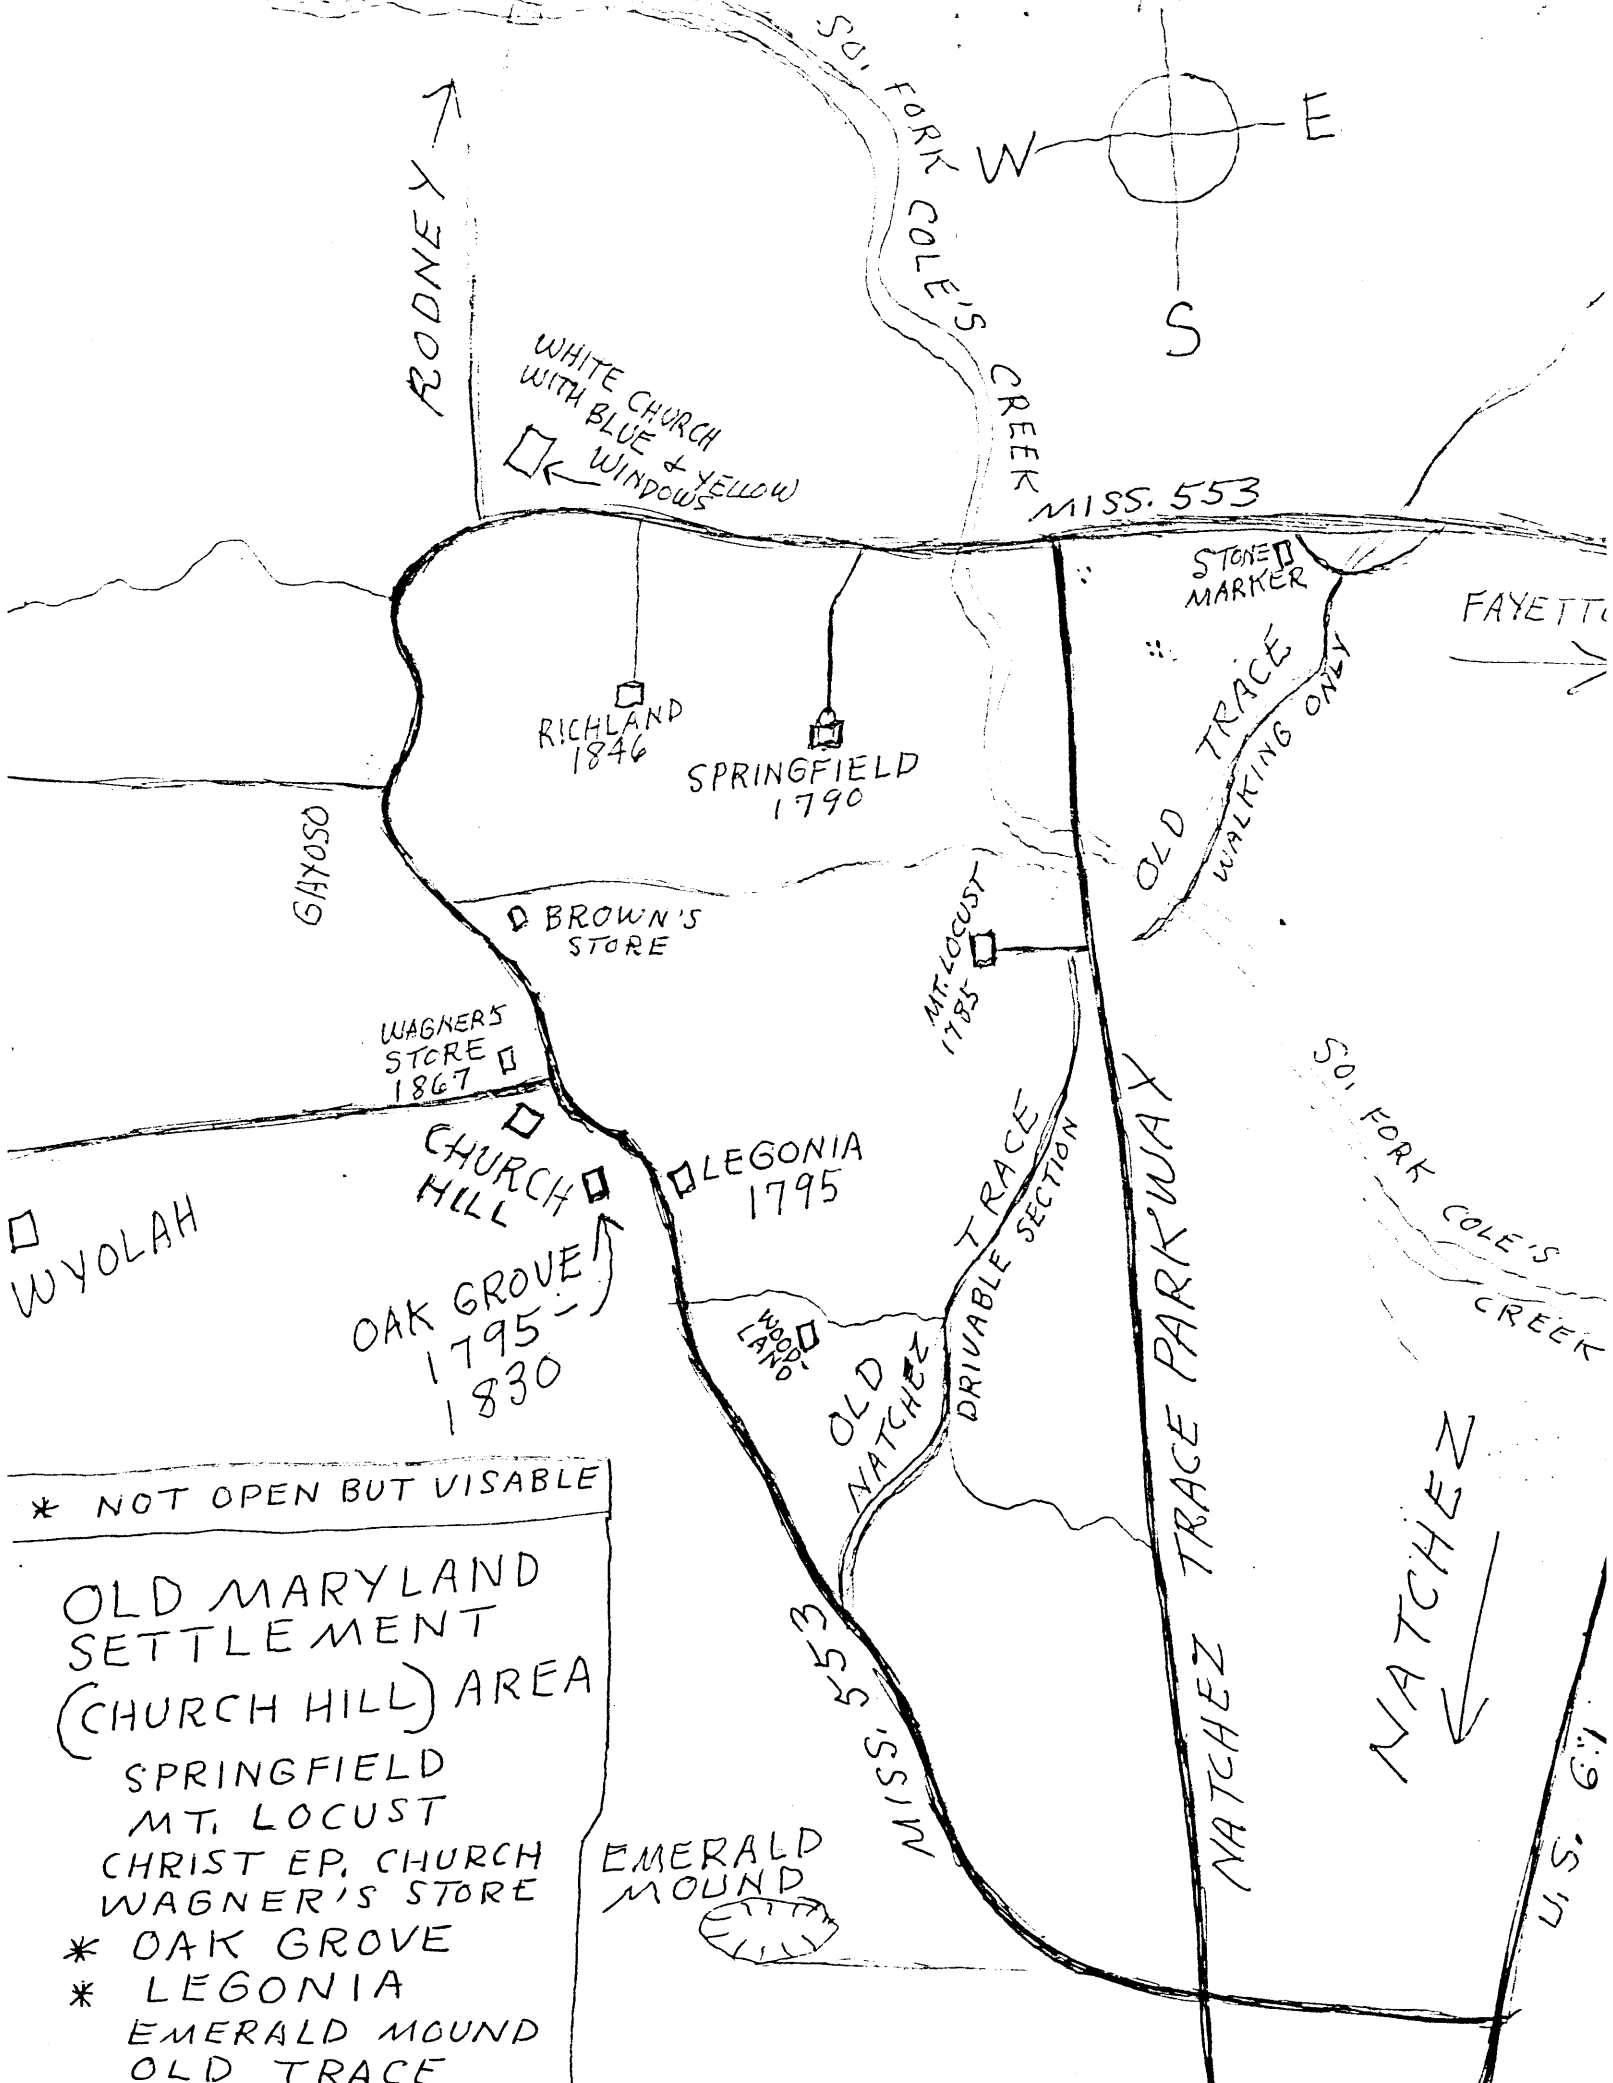 SO. FORK COLE'S CREEK
W
E
S
RODNEY
WHITE CHURCH
WITH BLUE & YELLOW
WINDOWS
MISS. 553
STONE
MARKER
OLD TRACE
WALKING ONLY
RICHLAND
1846
SPRINGFIELD
1790
GAYOSO
BROWN'S
STORE
MT. LOCUST
1785
WAGNER'S
STORE
1867
CHURCH
HILL
LEGONIA
1795
WYOLAH
OAK GROVE
1795-
1830
WOOD-
LAND
OLD
NATCHEZ
TRACE
DRIVABLE SECTION
NATCHEZ TRACE PARKWAY
SO. FORK
COLE'S
CREEK
NATCHEZ
U.S. 61
MISS. 553
EMERALD
MOUND
* NOT OPEN BUT VISABLE
OLD MARYLAND
SETTLEMENT
(CHURCH HILL) AREA
SPRINGFIELD
MT. LOCUST
CHRIST EP. CHURCH
WAGNER'S STORE
* OAK GROVE
* LEGONIA
EMERALD MOUND
OLD TRACE